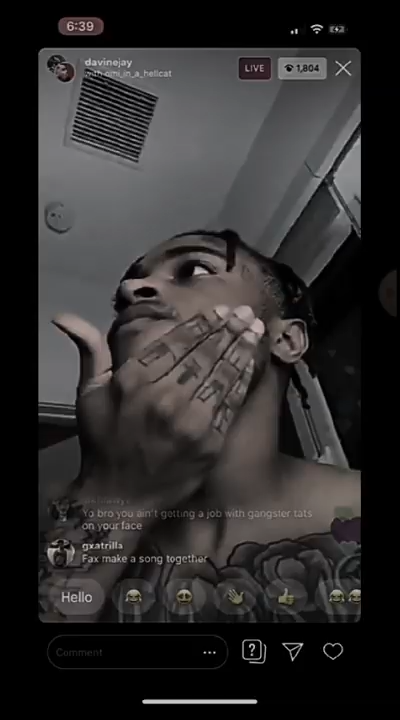 6:39
davinejay
with omi_in_a_hellcat
LIVE
1,804
Yo bro you ain't getting a job with gangster tats
on your face
gxatrilla
Fax make a song together
Hello
Comment